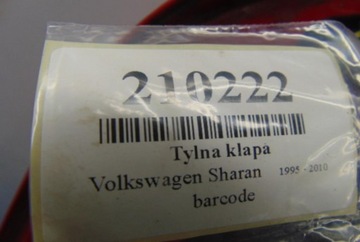 210222
Tylna klapa
Volkswagen Sharan 1995 - 2010
barcode